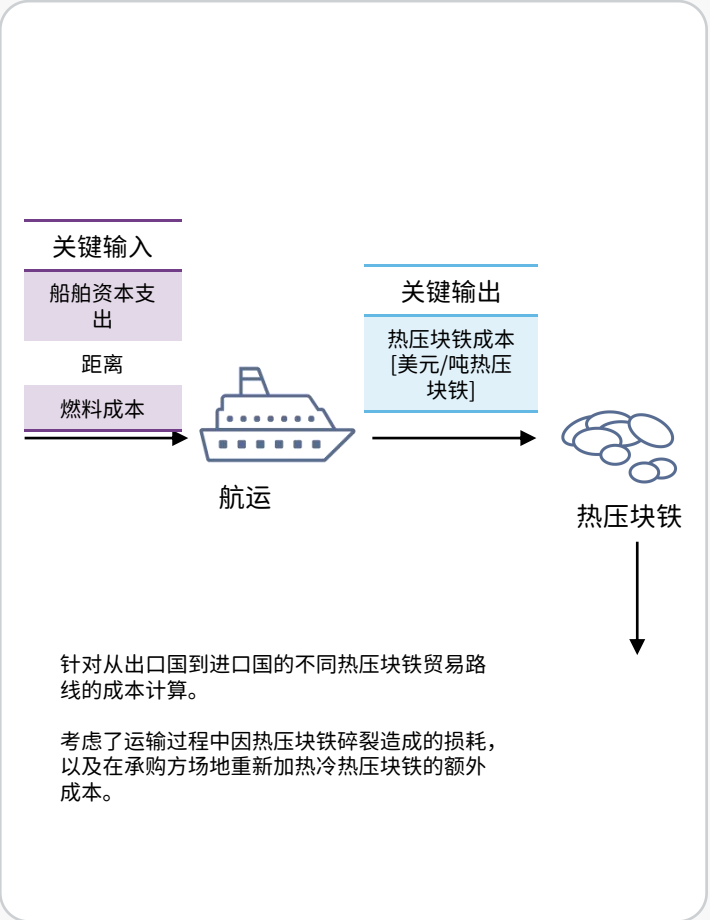 关键输入
船舶资本支
出
距离
燃料成本
关键输出
热压块铁成本
[美元/吨热压
块铁]
航运
热压块铁
针对从出口国到进口国的不同热压块铁贸易路
线的成本计算。
考虑了运输过程中因热压块铁碎裂造成的损耗，
以及在承购方场地重新加热冷热压块铁的额外
成本。